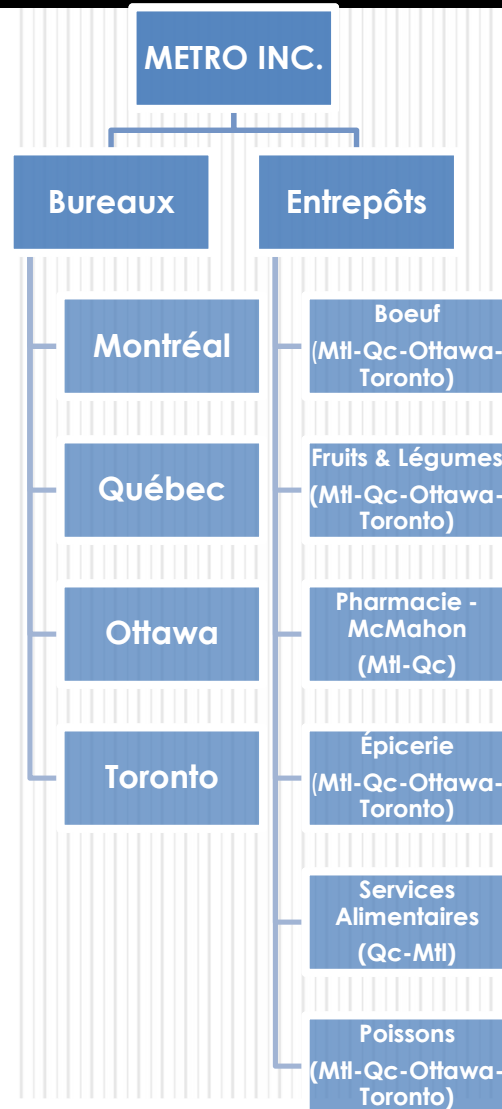 METRO INC.
Bureaux
Entrepôts
Montréal
Québec
Ottawa
Toronto
Boeuf
(Mtl-Qc-Ottawa-
Toronto)
Fruits & Légumes
(Mtl-Qc-Ottawa-
Toronto)
Pharmacie -
McMahon
(Mtl-Qc)
Épicerie
(Mtl-Qc-Ottawa-
Toronto)
Services
Alimentaires
(Qc-Mtl)
Poissons
(Mtl-Qc-Ottawa-
Toronto)